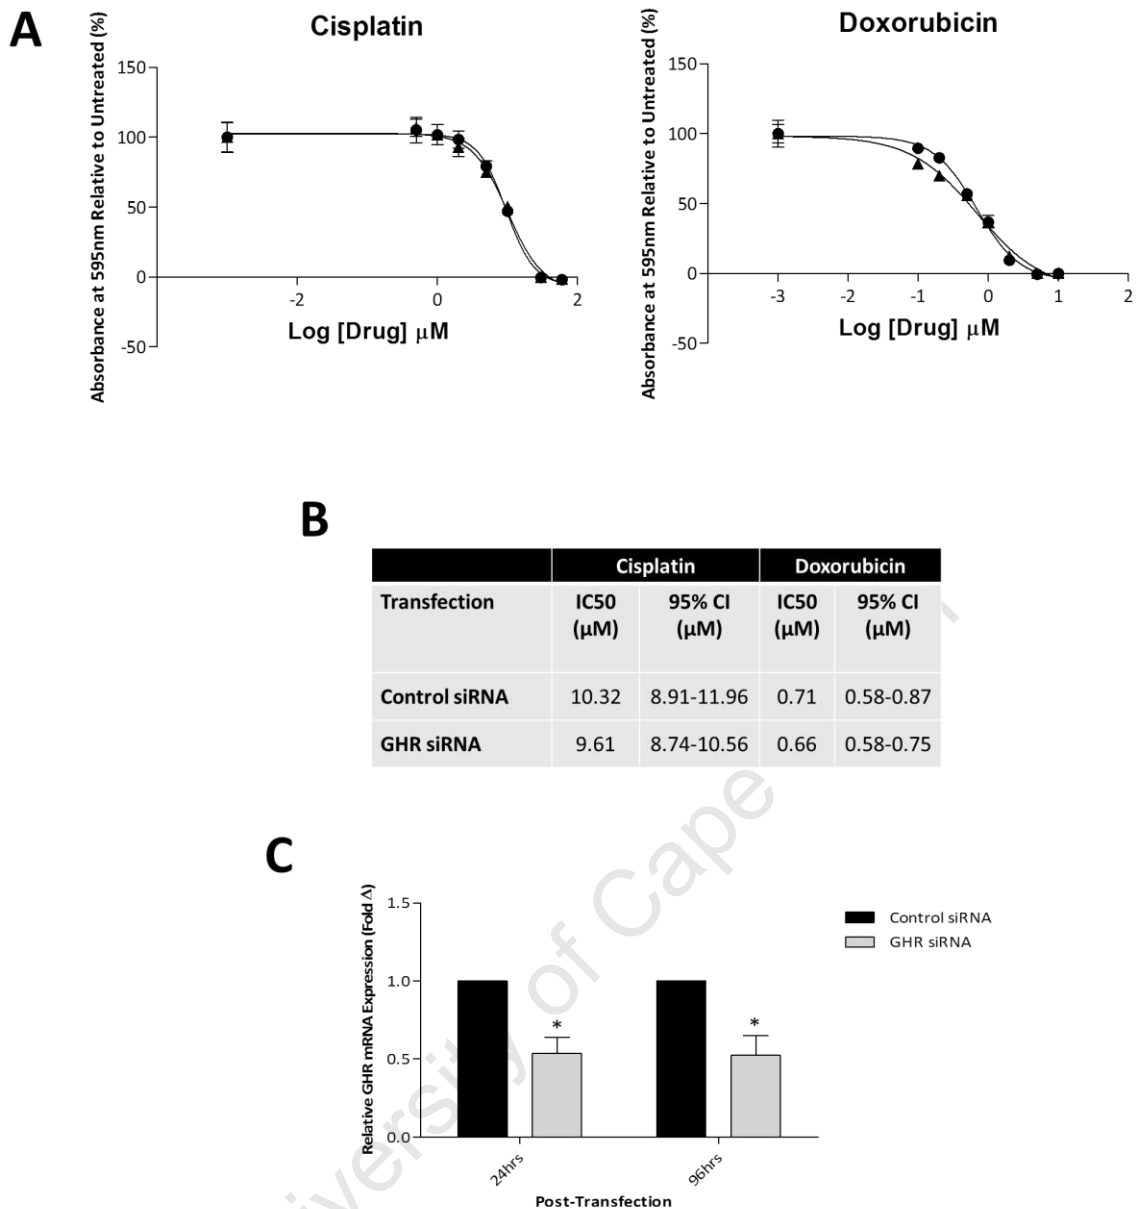 A
Cisplatin
Absorbance at 595nm Relative to Untreated (%)
150
100
50
0
-50
-2
0
2
Log [Drug] μM
Doxorubicin
Absorbance at 595nm Relative to Untreated (%)
150
100
50
0
-50
-3
-2
-1
0
1
2
Log [Drug] μM
B
Cisplatin Doxorubicin
Transfection IC50 (μM) 95% CI (μM) IC50 (μM) 95% CI (μM)
Control siRNA 10.32 8.91-11.96 0.71 0.58-0.87
GHR siRNA 9.61 8.74-10.56 0.66 0.58-0.75
C
Relative GHR mRNA Expression (Fold Δ)
1.5
1.0
0.5
0.0
*
*
24hrs
96hrs
Post-Transfection
Control siRNA
GHR siRNA
versity of Cape